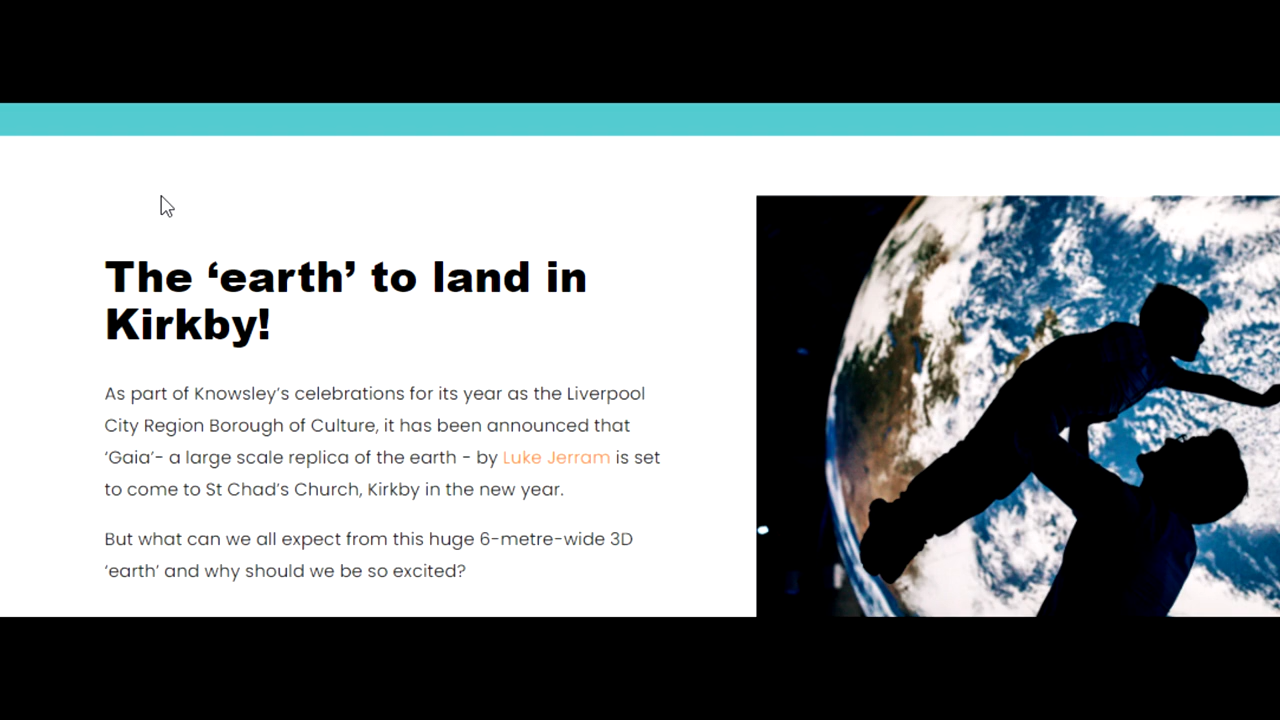 The ‘earth’ to land in
Kirkby!
As part of Knowsley’s celebrations for its year as the Liverpool
City Region Borough of Culture, it has been announced that
‘Gaia’- a large scale replica of the earth - by Luke Jerram is set
to come to St Chad’s Church, Kirkby in the new year.
But what can we all expect from this huge 6-metre-wide 3D
‘earth’ and why should we be so excited?